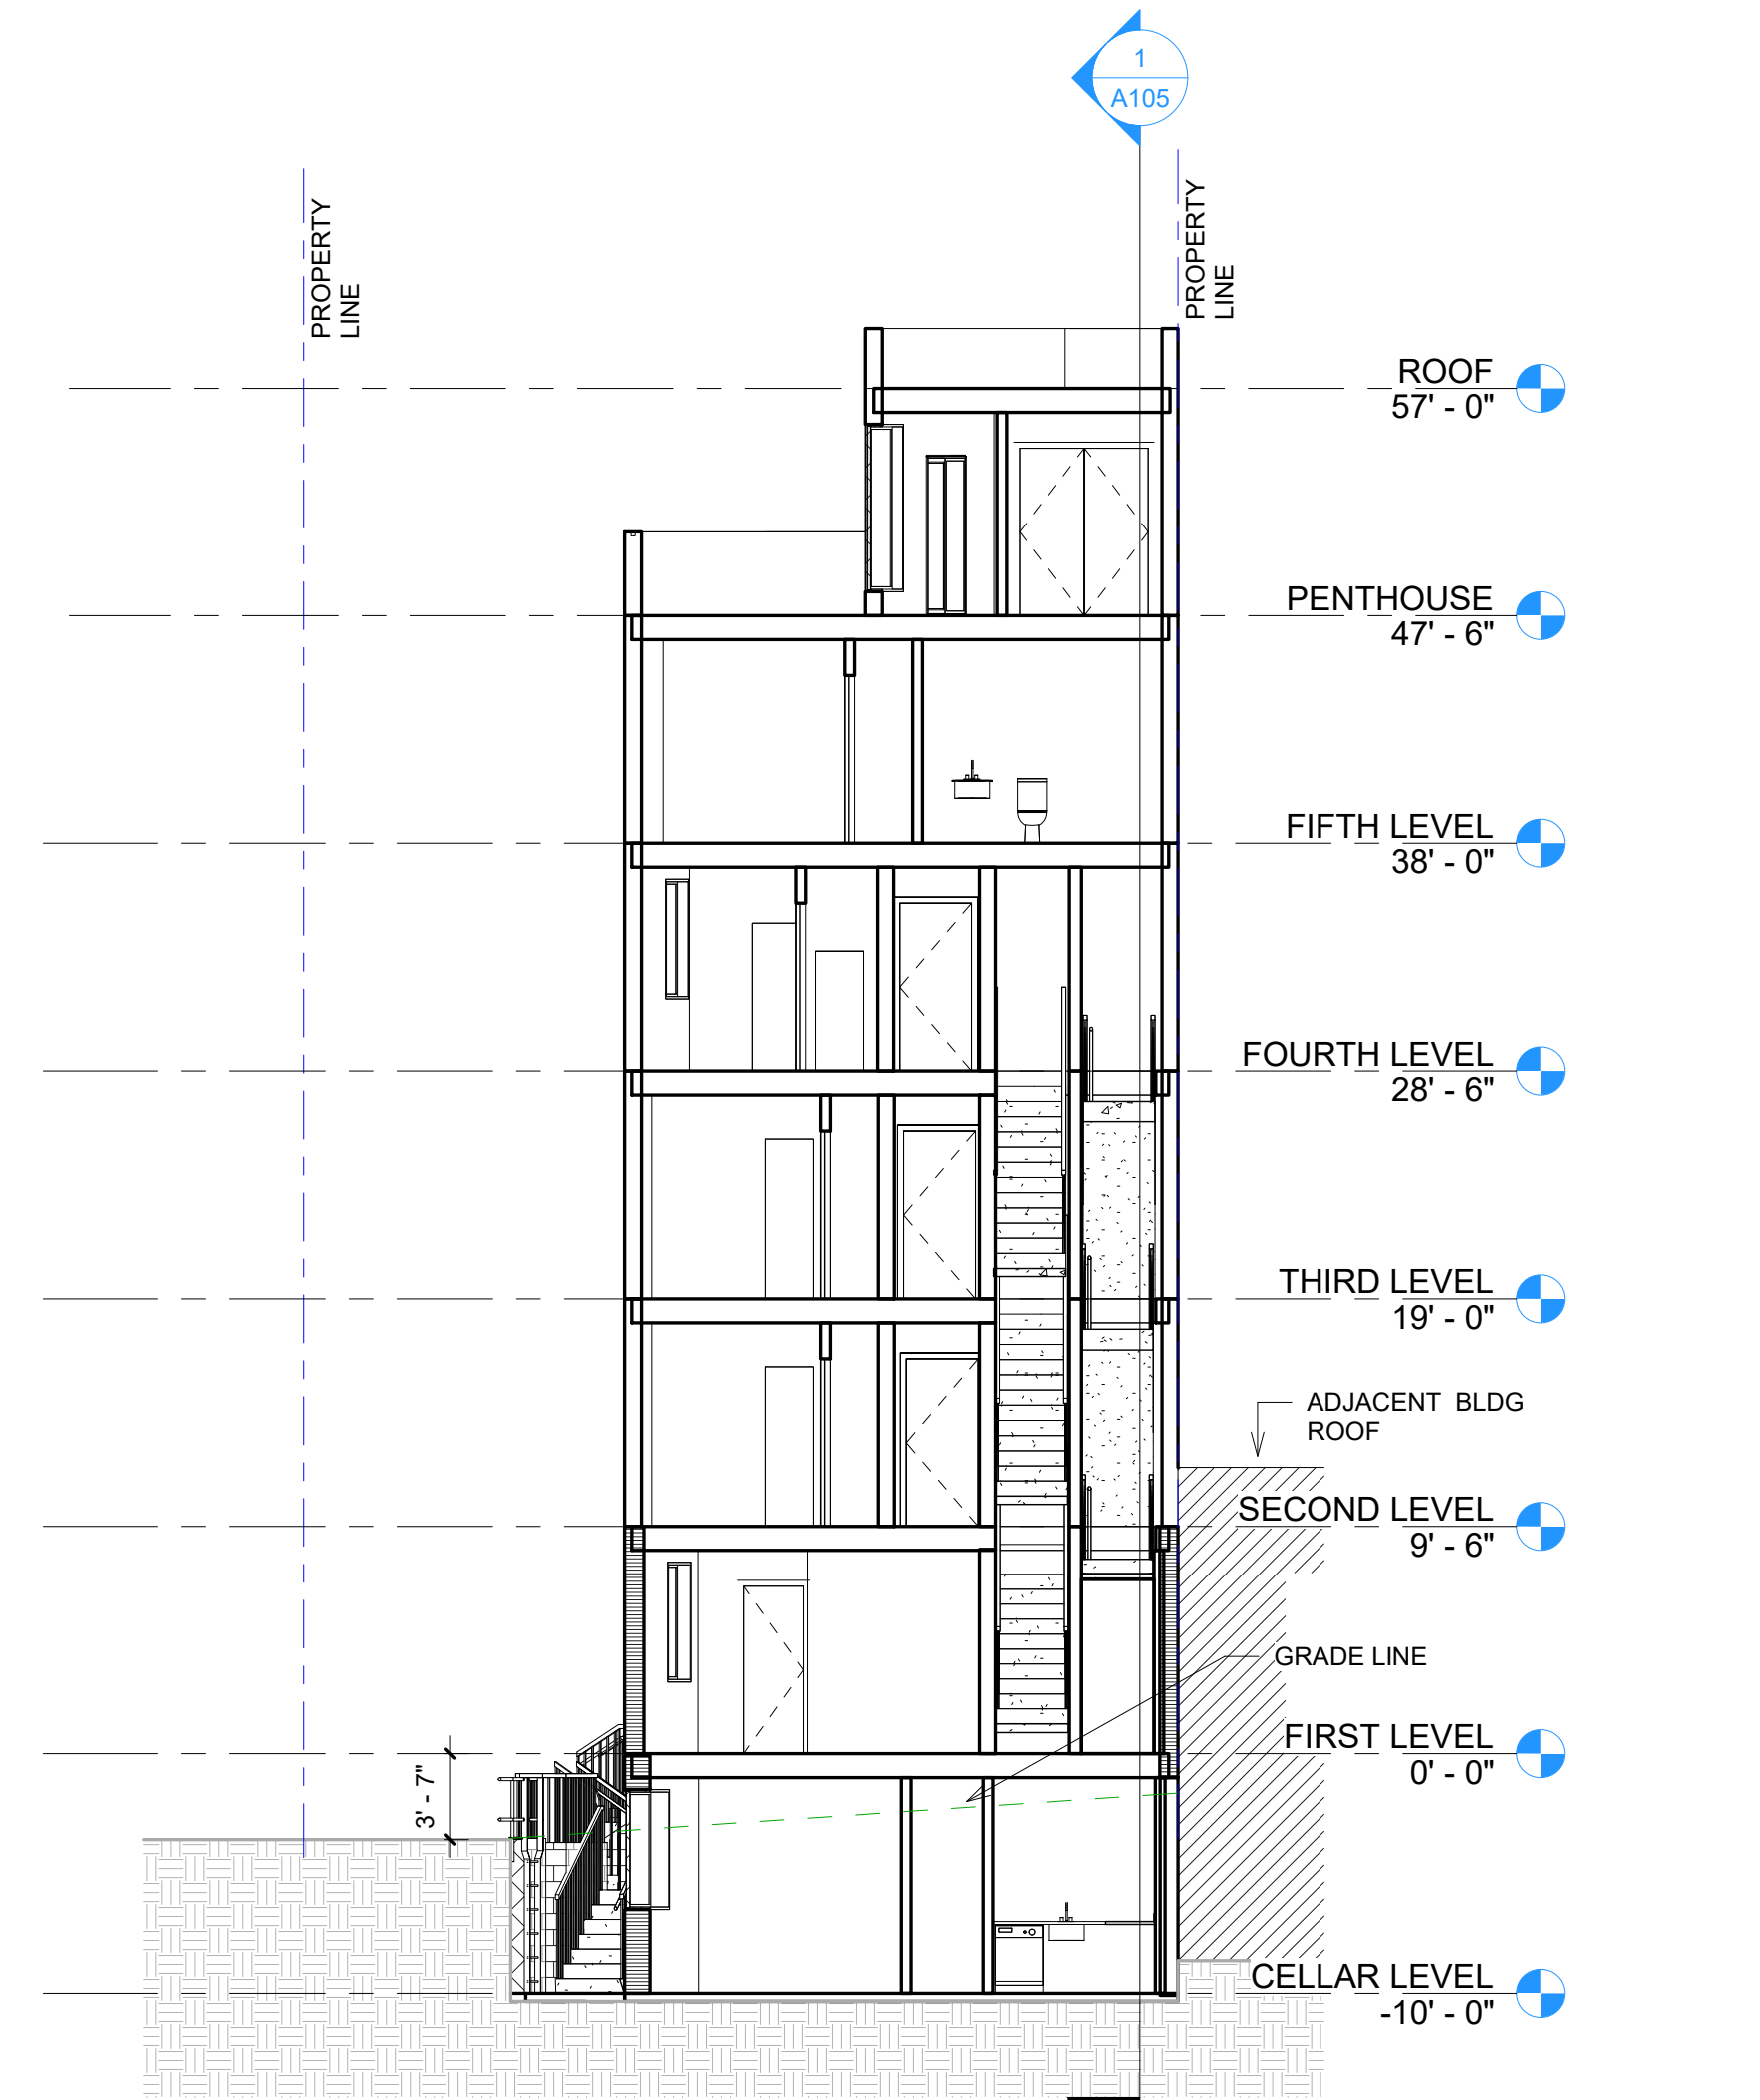 1
A105
PROPERTY
LINE
PROPERTY
LINE
ROOF
57' - 0"
PENTHOUSE
47' - 6"
FIFTH LEVEL
38' - 0"
FOURTH LEVEL
28' - 6"
THIRD LEVEL
19' - 0"
ADJACENT BLDG
ROOF
SECOND LEVEL
9' - 6"
GRADE LINE
FIRST LEVEL
0' - 0"
3' - 7"
CELLAR LEVEL
-10' - 0"